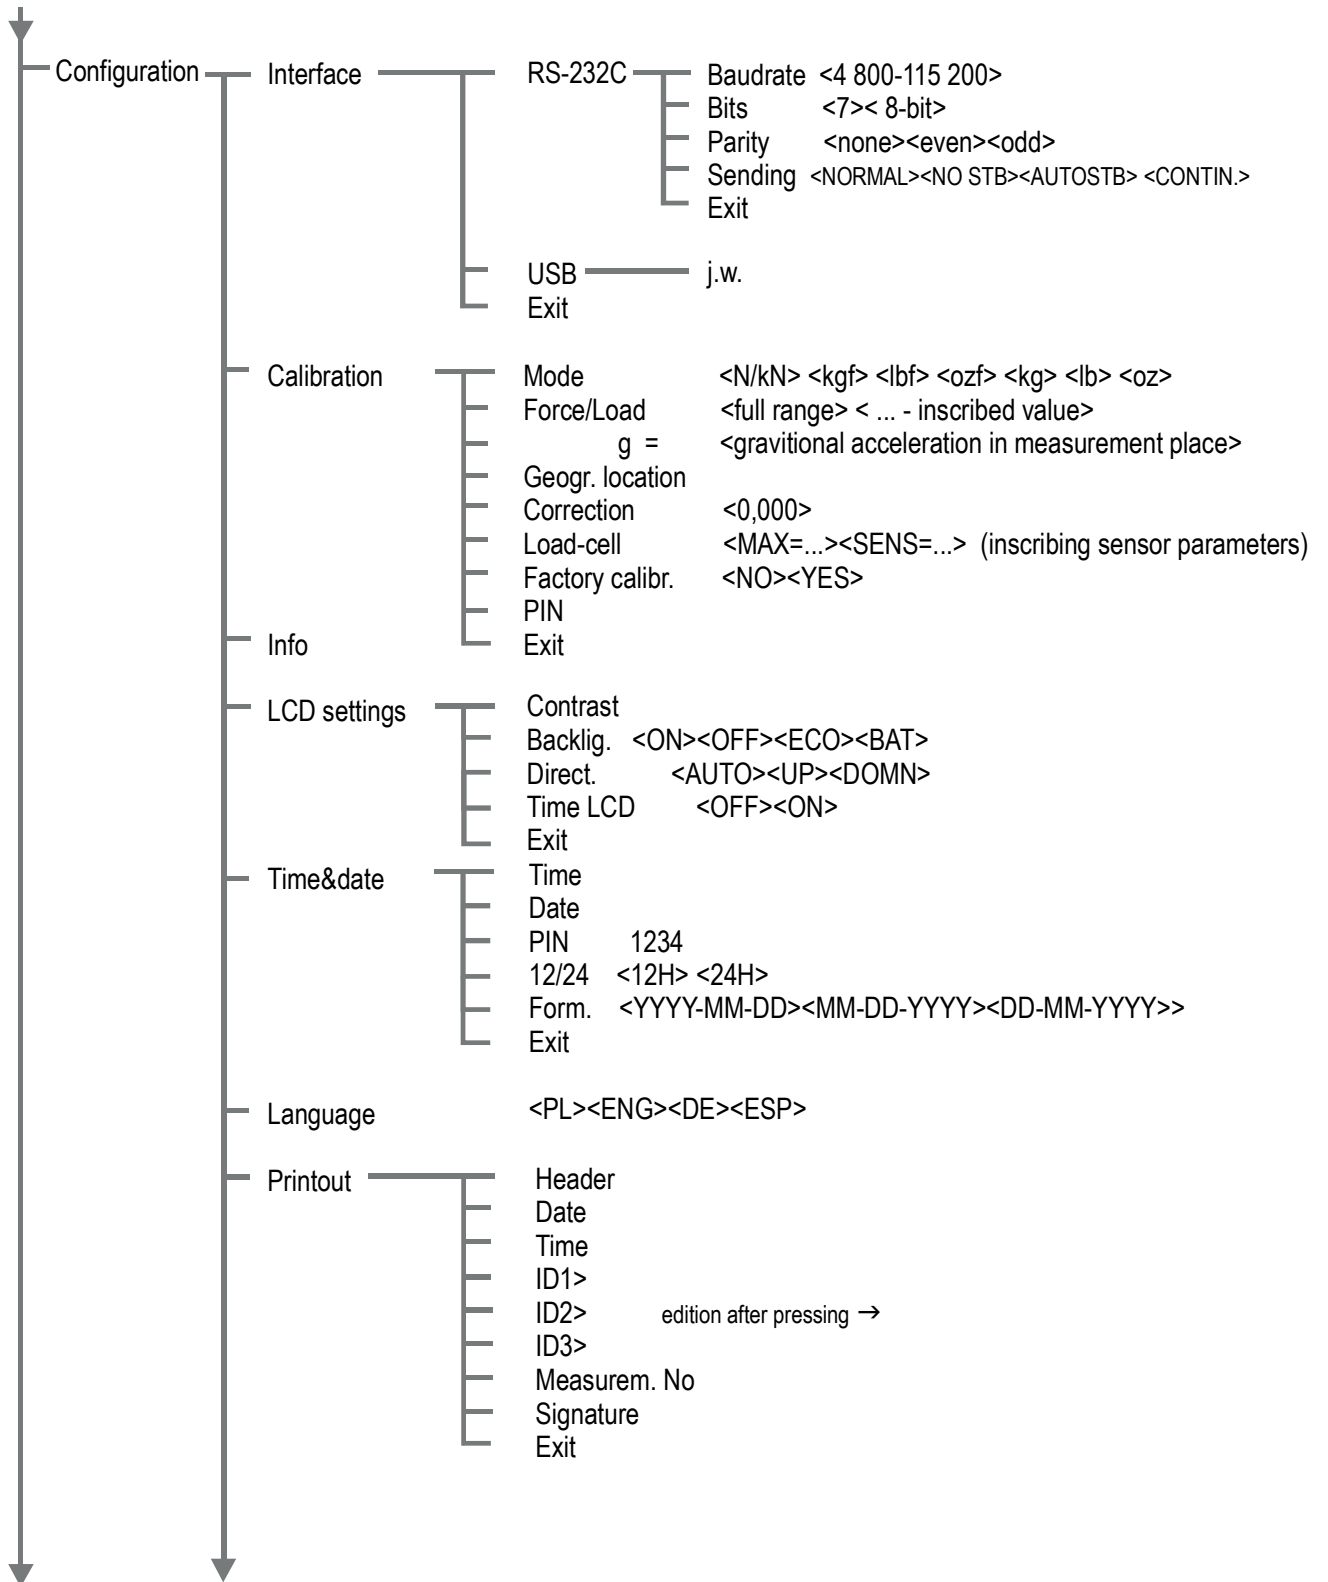 Configuration Interface RS-232C Baudrate <4 800-115 200>
Bits <7>< 8-bit>
Parity <none><even><odd>
Sending <NORMAL><NO STB><AUTOSTB> <CONTIN.>
Exit
USB j.w.
Exit
Calibration Mode <N/kN> <kgf> <lbf> <ozf> <kg> <lb> <oz>
Force/Load <full range> < ... - inscribed value>
g = <gravitional acceleration in measurement place>
Geogr. location
Correction <0,000>
Load-cell <MAX=...><SENS=...> (inscribing sensor parameters)
Factory calibr. <NO><YES>
PIN
Info Exit
LCD settings Contrast
Backlig. <ON><OFF><ECO><BAT>
Direct. <AUTO><UP><DOMN>
Time LCD <OFF><ON>
Exit
Time&date Time
Date
PIN 1234
12/24 <12H> <24H>
Form. <YYYY-MM-DD><MM-DD-YYYY><DD-MM-YYYY>>
Exit
Language <PL><ENG><DE><ESP>
Printout Header
Date
Time
ID1>
ID2> edition after pressing →
ID3>
Measurem. No
Signature
Exit